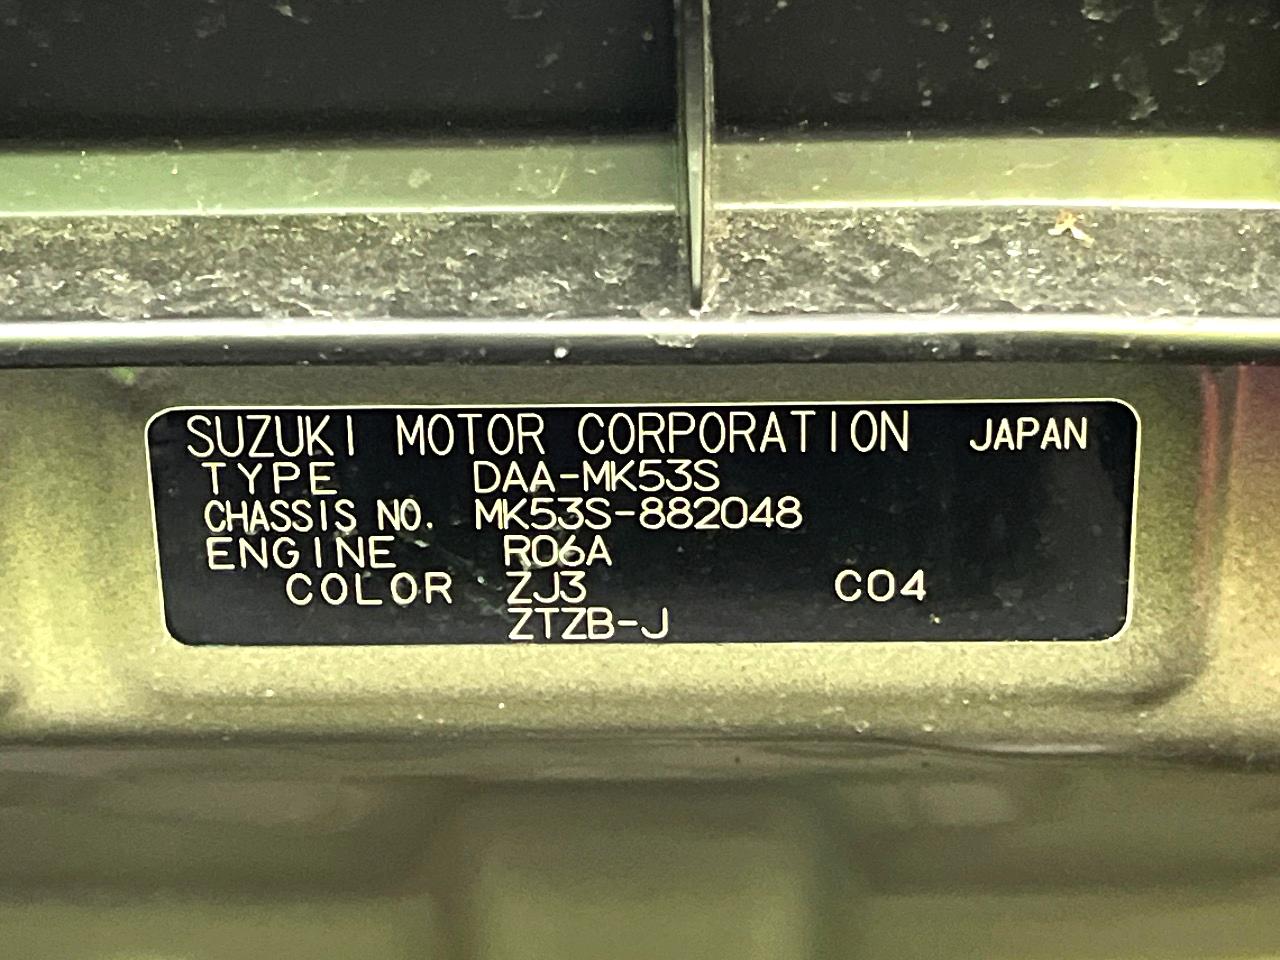 SUZUKI MOTOR CORPORATION JAPAN
TYPE DAA-MK53S
CHASSIS NO. MK53S-882048
ENGINE R06A
COLOR ZJ3 C04
ZTZB-J